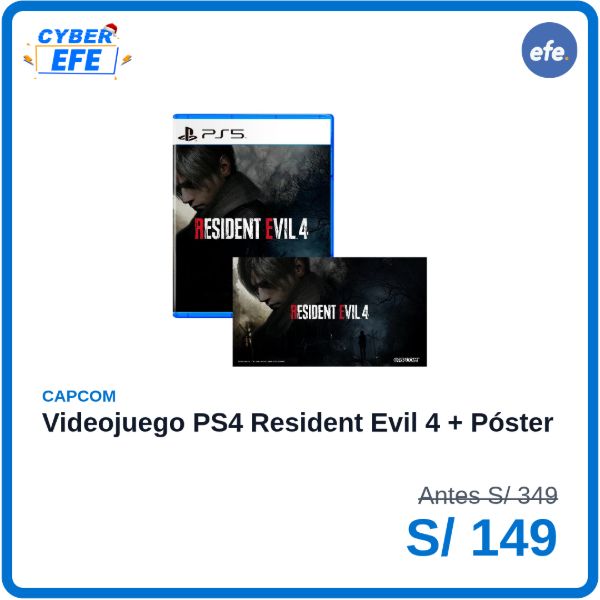 CYBER
EFE
efe.
PS5
RESIDENT EVIL 4
RESIDENT EVIL 4
CAPCOM
CAPCOM
Videojuego PS4 Resident Evil 4 + Póster
Antes S/ 349
S/ 149